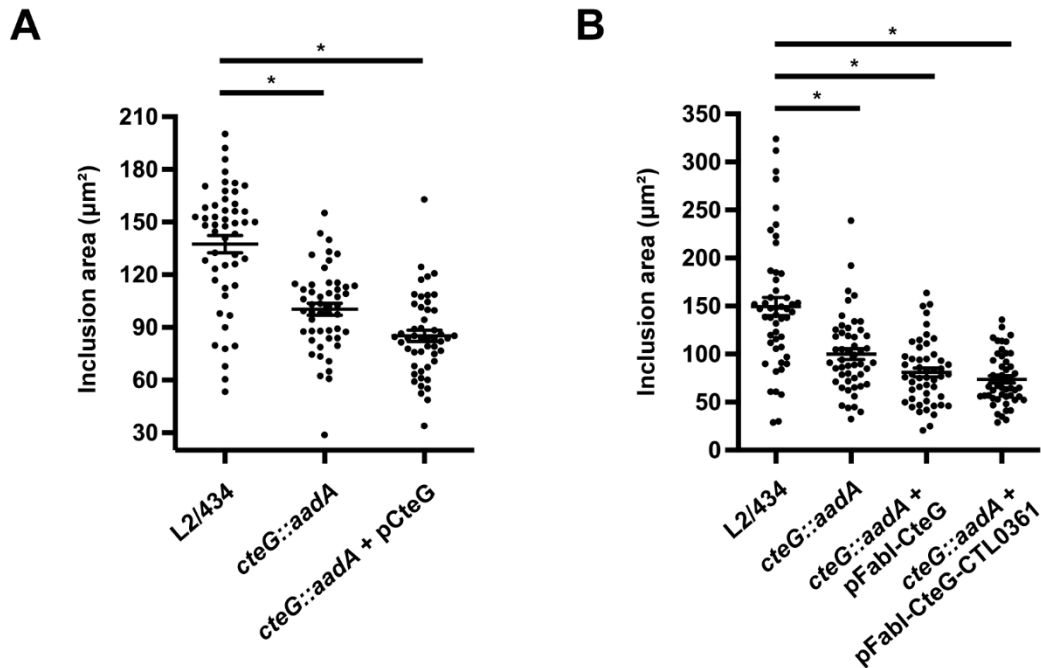 A
*
*
Inclusion area (µm²)
210
180
150
120
90
60
30
L2/434
cteG::aadA
cteG::aadA + pCteG
B
*
*
*
Inclusion area (µm²)
350
300
250
200
150
100
50
0
L2/434
cteG::aadA
cteG::aadA +
pFabI-CteG
cteG::aadA +
pFabI-CteG-CTL0361